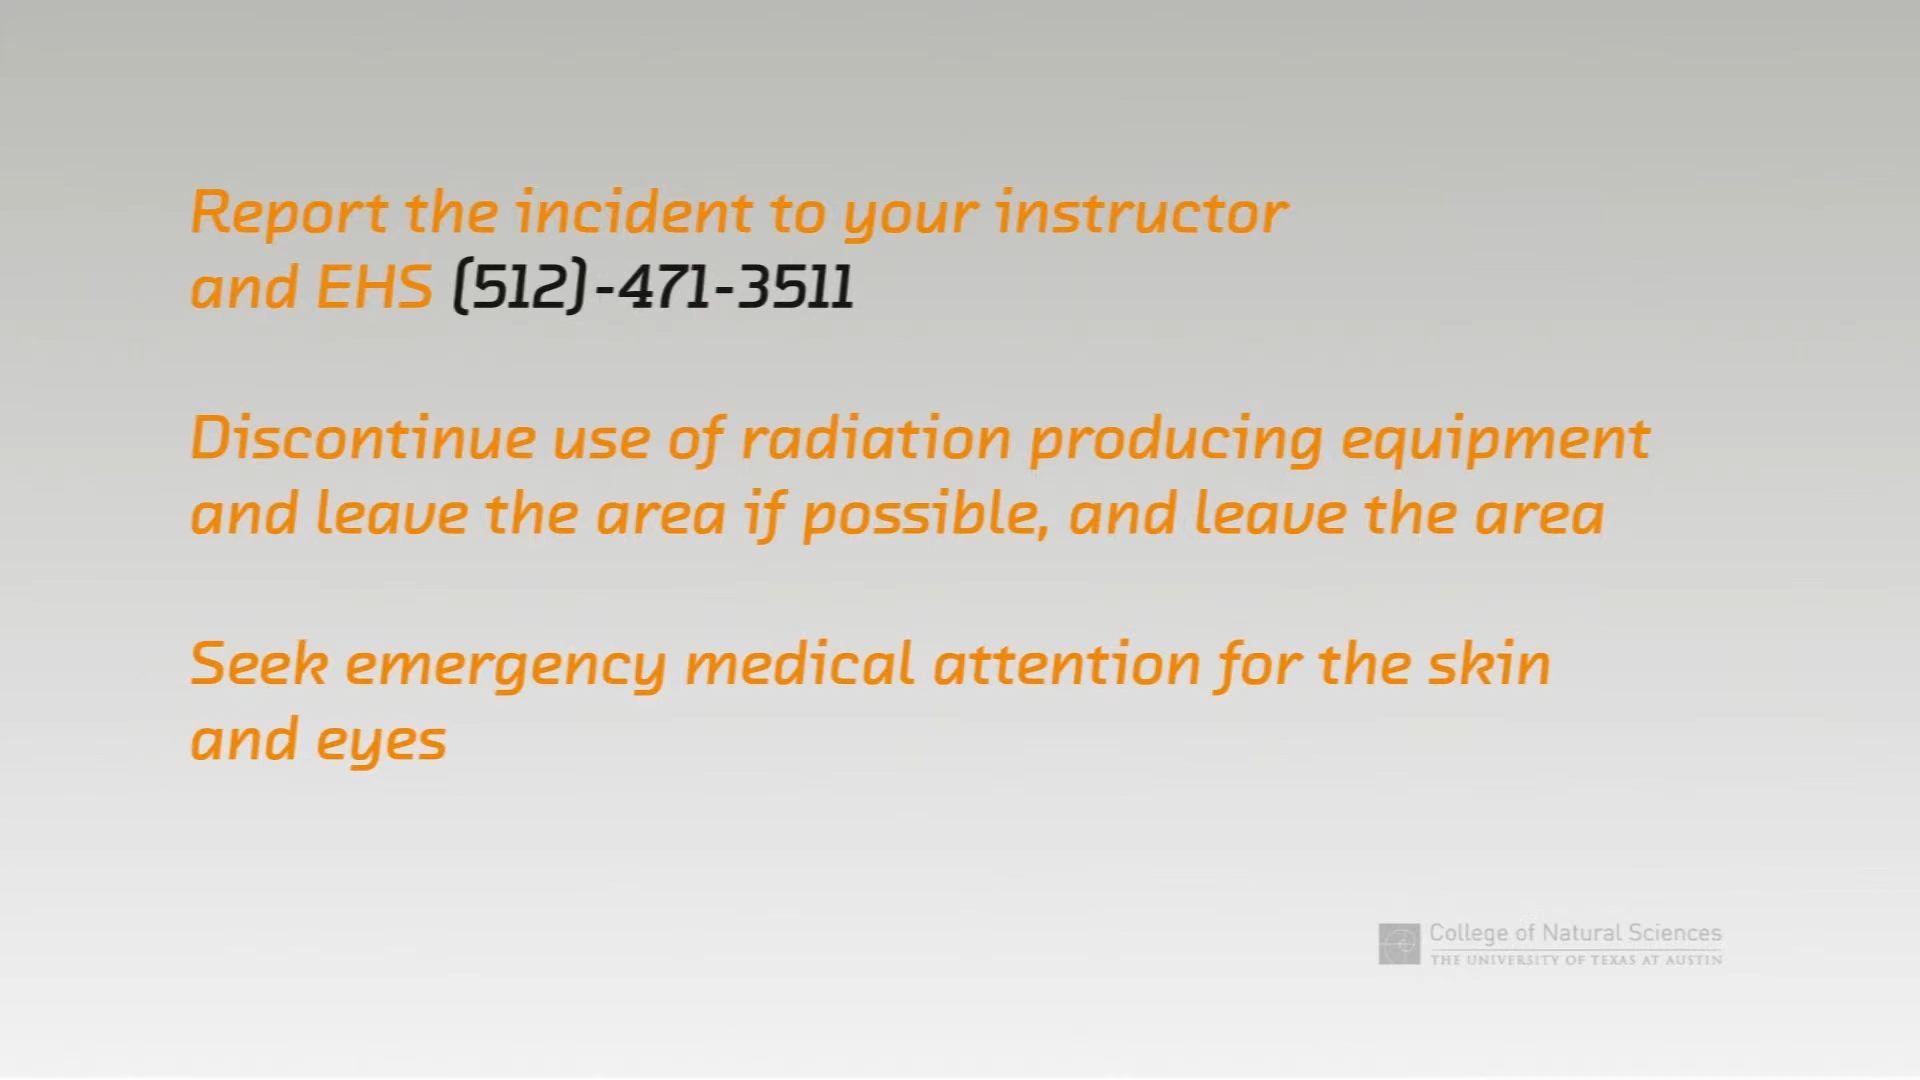 Report the incident to your instructor
and EHS (512)-471-3511
Discontinue use of radiation producing equipment
and leave the area if possible, and leave the area
Seek emergency medical attention for the skin
and eyes
College of Natural Sciences
THE UNIVERSITY OF TEXAS AT AUSTIN